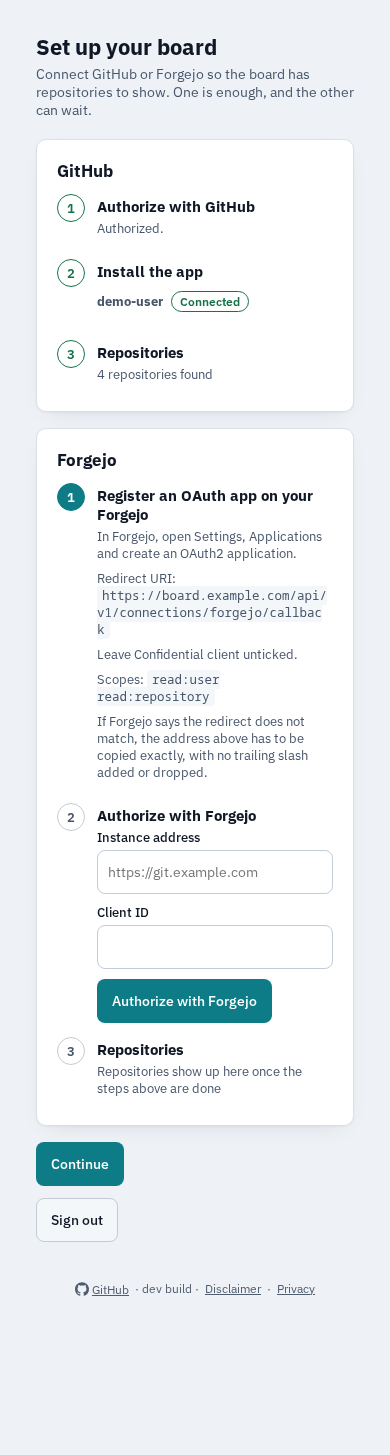 Set up your board
Connect GitHub or Forgejo so the board has
repositories to show. One is enough, and the other
can wait.
GitHub
1 Authorize with GitHub
Authorized.
2 Install the app
demo-user Connected
3 Repositories
4 repositories found
Forgejo
1 Register an OAuth app on your
Forgejo
In Forgejo, open Settings, Applications
and create an OAuth2 application.
Redirect URI:
https://board.example.com/api/
v1/connections/forgejo/callbac
k
Leave Confidential client unticked.
Scopes: read:user
read:repository
If Forgejo says the redirect does not
match, the address above has to be
copied exactly, with no trailing slash
added or dropped.
2 Authorize with Forgejo
Instance address
https://git.example.com
Client ID
Authorize with Forgejo
3 Repositories
Repositories show up here once the
steps above are done
Continue
Sign out
GitHub · dev build · Disclaimer · Privacy